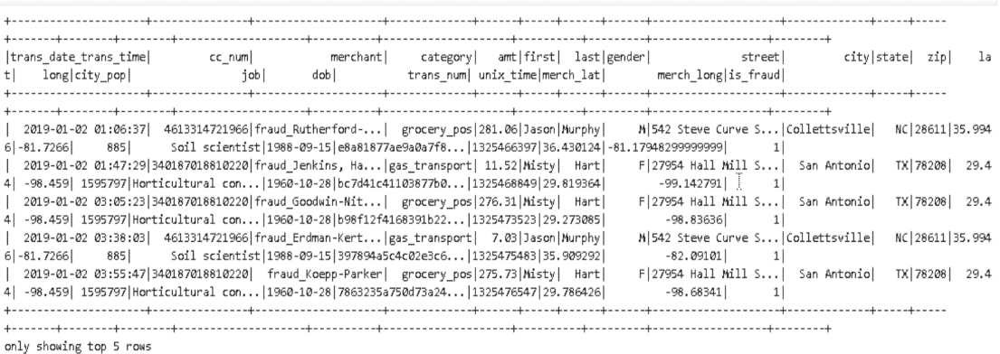 +---------------------+----------------+--------------------+-------------+------+-----+------+------+--------------------+------------+-----+-----+-----
+--------+--------+--------------------+----------+--------------------+----------+---------+------------------+--------+
|trans_date_trans_time|          cc_num|            merchant|     category|   amt|first|  last|gender|              street|        city|state|  zip|    la
t|    long|city_pop|                 job|       dob|           trans_num| unix_time|merch_lat|        merch_long|is_fraud|
+---------------------+----------------+--------------------+-------------+------+-----+------+------+--------------------+------------+-----+-----+-----
+--------+--------+--------------------+----------+--------------------+----------+---------+------------------+--------+
|  2019-01-02 01:06:37|   4613314721966|fraud_Rutherford-...|  grocery_pos|281.06|Jason|Murphy|     M|542 Steve Curve S...|Collettsville|   NC|28611|35.994
6|-81.7266|     885|      Soil scientist|1988-09-15|e8a81877ae9a0a7f8...|1325466397|36.430124|-81.17948299999999|       1|
|  2019-01-02 01:47:29|340187018810220|fraud_Jenkins, Ha...|gas_transport| 11.52|Misty|  Hart|     F|27954 Hall Mill S...|  San Antonio|   TX|78208|  29.4
4| -98.459| 1595797|Horticultural con...|1960-10-28|bc7d41c41103877b0...|1325468849|29.819364|       -99.142791|       1|
|  2019-01-02 03:05:23|340187018810220|fraud_Goodwin-Nit...|  grocery_pos|276.31|Misty|  Hart|     F|27954 Hall Mill S...|  San Antonio|   TX|78208|  29.4
4| -98.459| 1595797|Horticultural con...|1960-10-28|b98f12f4168391b22...|1325473523|29.273085|        -98.83636|       1|
|  2019-01-02 03:38:03|   4613314721966|fraud_Erdman-Kert...|gas_transport|  7.03|Jason|Murphy|     M|542 Steve Curve S...|Collettsville|   NC|28611|35.994
6|-81.7266|     885|      Soil scientist|1988-09-15|397894a5c4c02e3c6...|1325475483|35.909292|        -82.09101|       1|
|  2019-01-02 03:55:47|340187018810220|  fraud_Koepp-Parker|  grocery_pos|275.73|Misty|  Hart|     F|27954 Hall Mill S...|  San Antonio|   TX|78208|  29.4
4| -98.459| 1595797|Horticultural con...|1960-10-28|7863235a750d73a24...|1325476547|29.786426|        -98.68341|       1|
+---------------------+----------------+--------------------+-------------+------+-----+------+------+--------------------+------------+-----+-----+-----
+--------+--------+--------------------+----------+--------------------+----------+---------+------------------+--------+
only showing top 5 rows